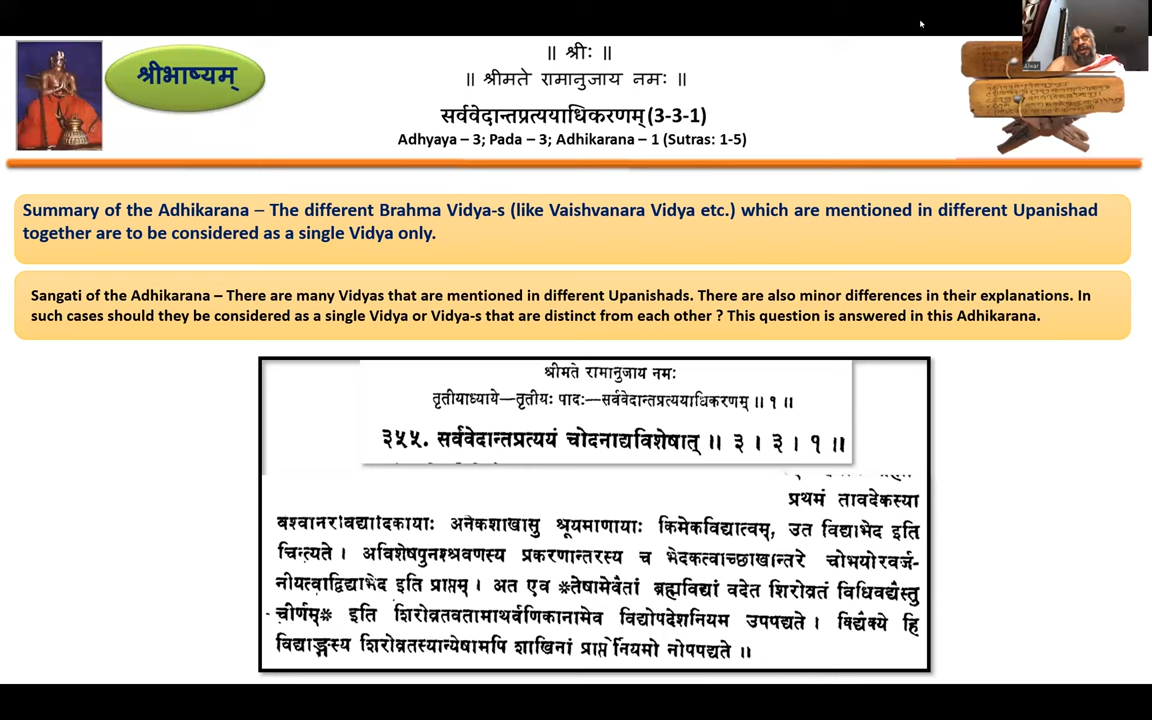 श्रीभाष्यम्
॥ श्रीः ॥
॥ श्रीमते रामानुजाय नमः ॥
सर्ववेदान्तप्रत्ययाधिकरणम् (3-3-1)
Adhyaya – 3; Pada – 3; Adhikarana – 1 (Sutras: 1-5)
Alwar
Summary of the Adhikarana – The different Brahma Vidya-s (like Vaishvanara Vidya etc.) which are mentioned in different Upanishad
together are to be considered as a single Vidya only.
Sangati of the Adhikarana – There are many Vidyas that are mentioned in different Upanishads. There are also minor differences in their explanations. In
such cases should they be considered as a single Vidya or Vidya-s that are distinct from each other ? This question is answered in this Adhikarana.
श्रीमते रामानुजाय नमः
तृतीयाध्याये—तृतीयः पादः—सर्ववेदान्तप्रत्ययाधिकरणम् ॥ १ ॥
३५५. सर्ववेदान्तप्रत्ययं चोदनाद्यविशेषात् ॥ ३ । ३ । १ ॥
प्रथमं तावदेकस्या
वैश्वानरविद्यादिकायाः अनेकशाखासु श्रूयमाणायाः किमेकविद्यात्वम्, उत विद्याभेद इति
चिन्त्यते । अविशेषपुनश्श्रवणस्य प्रकरणान्तरस्य च भेदकत्वाच्छाखान्तरे चोभयोरवर्ज-
नीयत्वाद्विद्याभेद इति प्राप्तम् । अत एव ※तेषामेवैतां ब्रह्मविद्यां वदेत शिरोव्रतं विधिवद्यैस्तु
चीर्णम्※ इति शिरोव्रतवतामाथर्वणिकानामेव विद्योपदेशनियम उपपद्यते । विद्यैक्ये हि
विद्याङ्गस्य शिरोव्रतस्यान्येषामपि शाखिनां प्राप्तेर्नियमो नोपपद्यते ॥